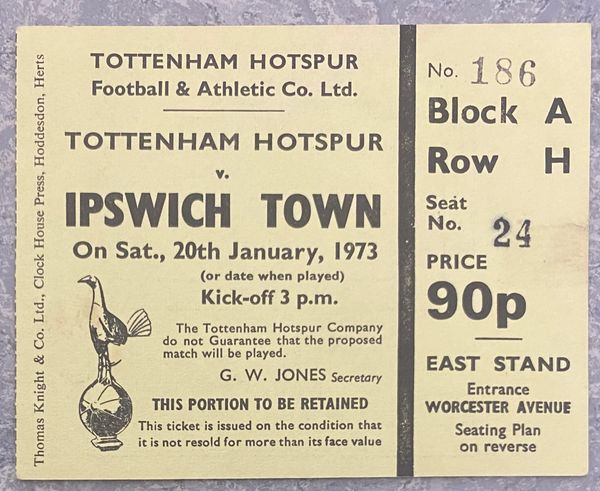 Thomas Knight & Co. Ltd., Clock House Press, Hoddesdon, Herts
TOTTENHAM HOTSPUR
Football & Athletic Co. Ltd.
TOTTENHAM HOTSPUR
v.
IPSWICH TOWN
On Sat., 20th January, 1973
(or date when played)
Kick-off 3 p.m.
The Tottenham Hotspur Company
do not Guarantee that the proposed
match will be played.
G. W. JONES Secretary
THIS PORTION TO BE RETAINED
This ticket is issued on the condition that
it is not resold for more than its face value
No. 186
Block A
Row H
Seat
No. 24
PRICE
90p
EAST STAND
Entrance
WORCESTER AVENUE
Seating Plan
on reverse